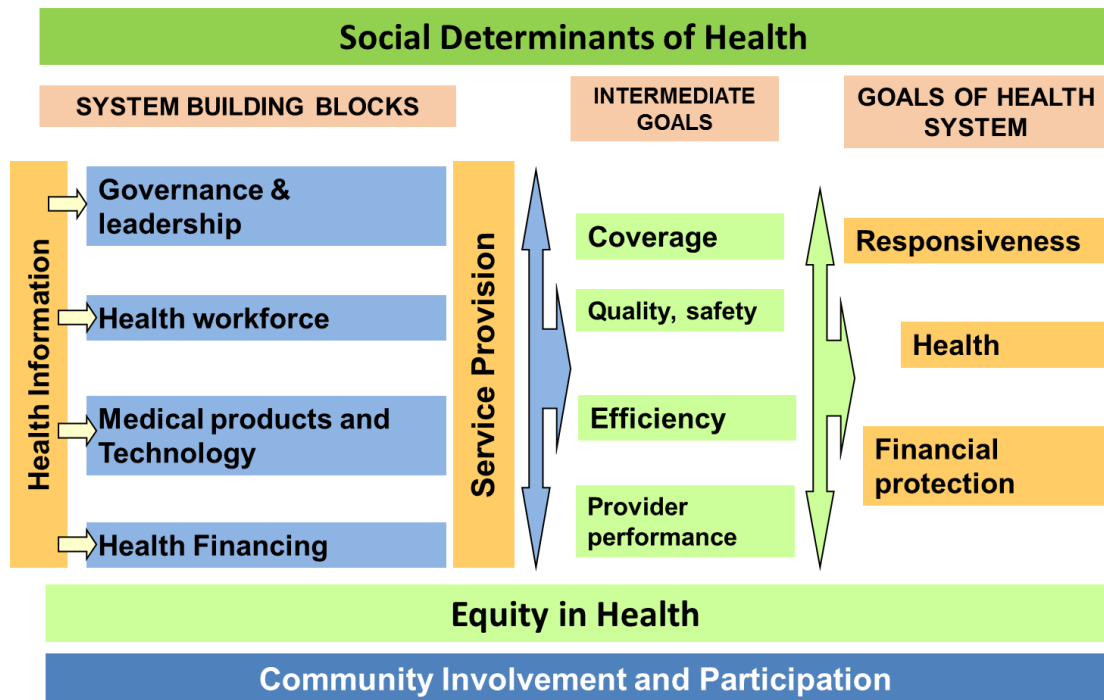 Social Determinants of Health
SYSTEM BUILDING BLOCKS
INTERMEDIATE
GOALS
GOALS OF HEALTH
SYSTEM
Health Information
Governance &
leadership
Health workforce
Medical products and
Technology
Health Financing
Service Provision
Coverage
Quality, safety
Efficiency
Provider
performance
Responsiveness
Health
Financial
protection
Equity in Health
Community Involvement and Participation